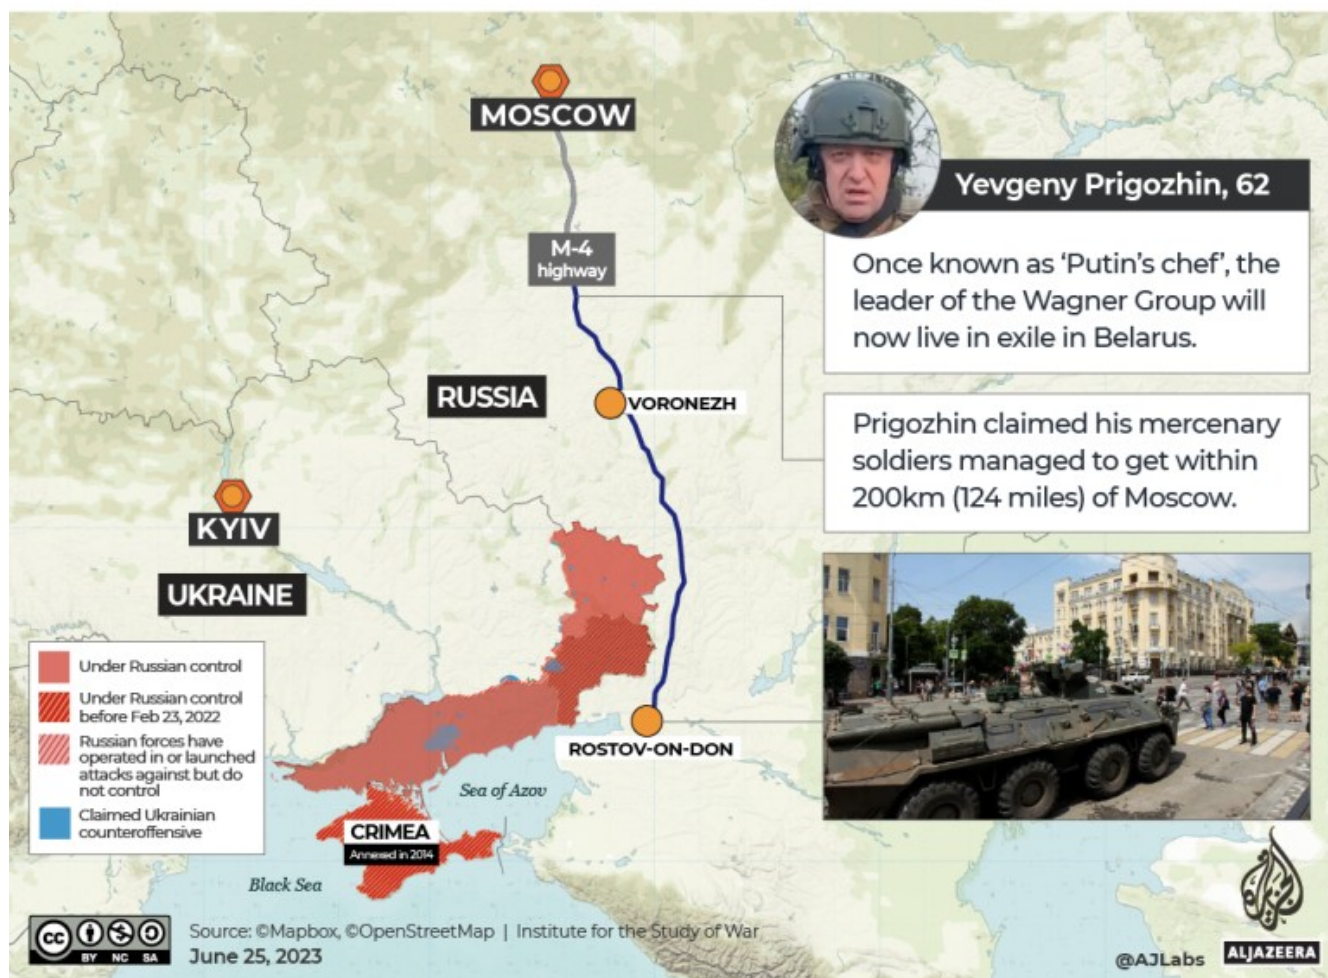 MOSCOW
M-4
highway
RUSSIA
VORONEZH
KYIV
UKRAINE
ROSTOV-ON-DON
Sea of Azov
CRIMEA
Annexed in 2014
Black Sea
Yevgeny Prigozhin, 62
Once known as ‘Putin’s chef’, the
leader of the Wagner Group will
now live in exile in Belarus.
Prigozhin claimed his mercenary
soldiers managed to get within
200km (124 miles) of Moscow.
Under Russian control
Under Russian control
before Feb 23, 2022
Russian forces have
operated in or launched
attacks against but do
not control
Claimed Ukrainian
counteroffensive
cc
BY NC SA
Source: ©Mapbox, ©OpenStreetMap | Institute for the Study of War
June 25, 2023
@AJLabs
الجزيرة
ALJAZEERA